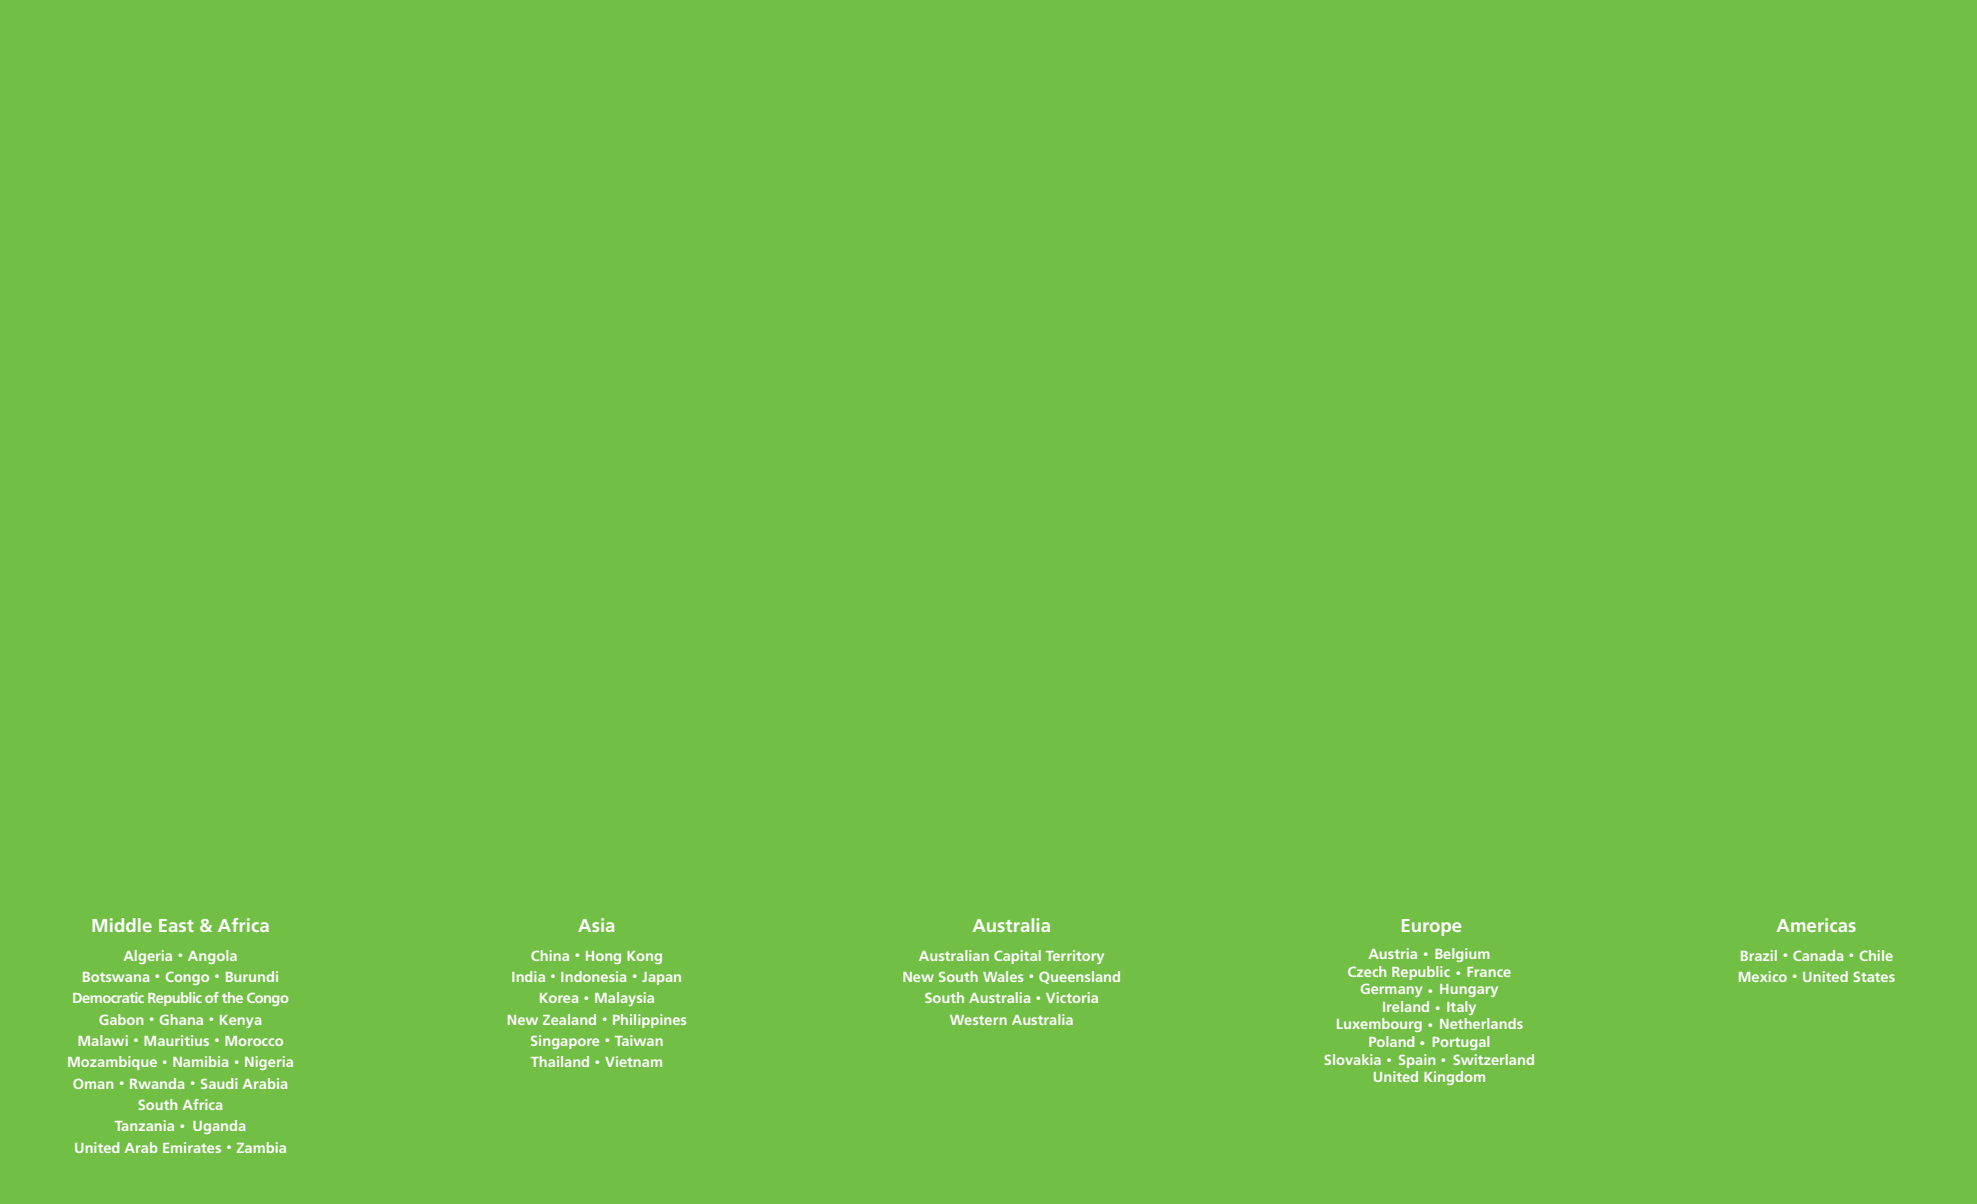 Middle East & Africa
Algeria • Angola
Botswana • Congo • Burundi
Democratic Republic of the Congo
Gabon • Ghana • Kenya
Malawi • Mauritius • Morocco
Mozambique • Namibia • Nigeria
Oman • Rwanda • Saudi Arabia
South Africa
Tanzania • Uganda
United Arab Emirates • Zambia
Asia
China • Hong Kong
India • Indonesia • Japan
Korea • Malaysia
New Zealand • Philippines
Singapore • Taiwan
Thailand • Vietnam
Australia
Australian Capital Territory
New South Wales • Queensland
South Australia • Victoria
Western Australia
Europe
Austria • Belgium
Czech Republic • France
Germany • Hungary
Ireland • Italy
Luxembourg • Netherlands
Poland • Portugal
Slovakia • Spain • Switzerland
United Kingdom
Americas
Brazil • Canada • Chile
Mexico • United States